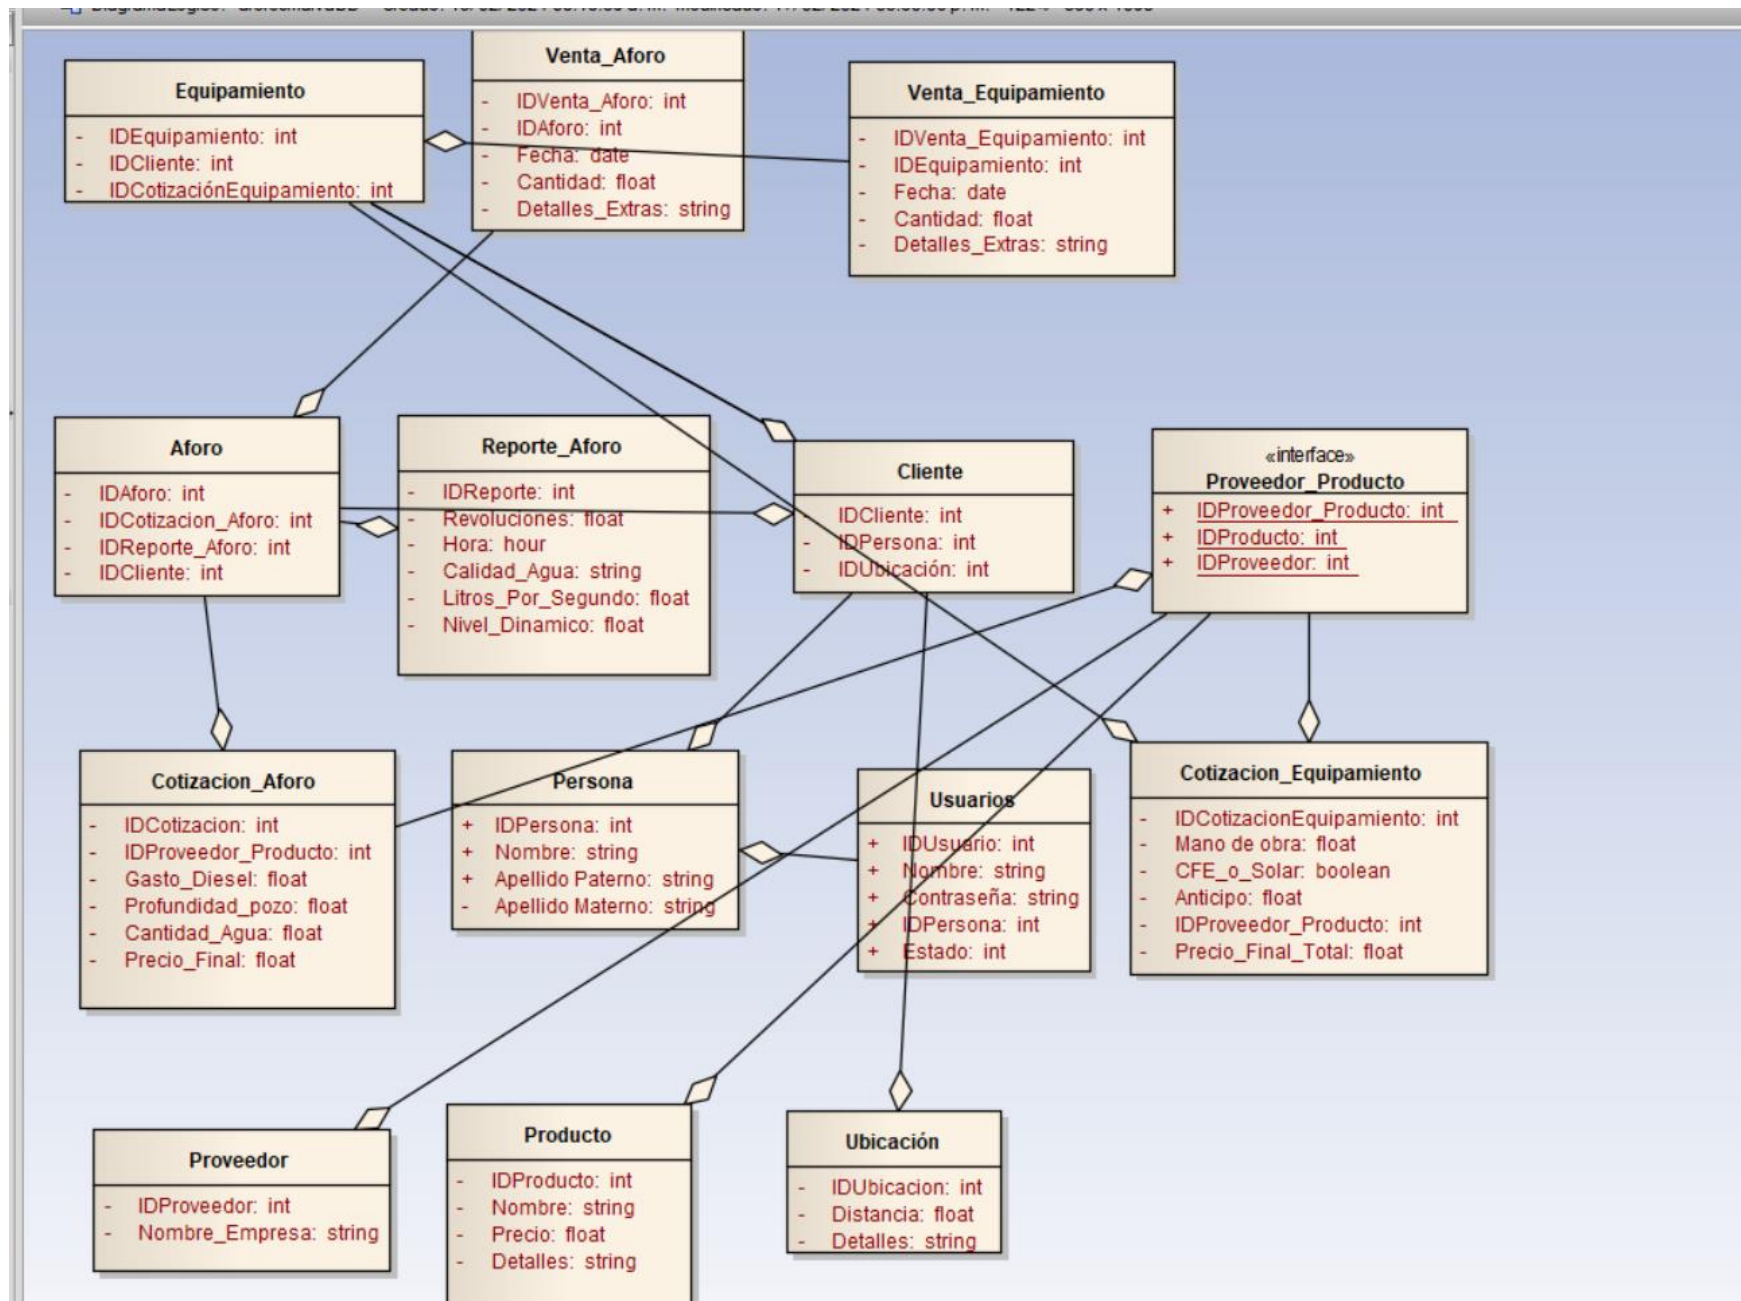 Equipamiento
- IDEquipamiento: int
- IDCliente: int
- IDCotizaciónEquipamiento: int
Venta_Aforo
- IDVenta_Aforo: int
- IDAforo: int
- Fecha: date
- Cantidad: float
- Detalles_Extras: string
Venta_Equipamiento
- IDVenta_Equipamiento: int
- IDEquipamiento: int
- Fecha: date
- Cantidad: float
- Detalles_Extras: string
Aforo
- IDAforo: int
- IDCotizacion_Aforo: int
- IDReporte_Aforo: int
- IDCliente: int
Reporte_Aforo
- IDReporte: int
- Revoluciones: float
- Hora: hour
- Calidad_Agua: string
- Litros_Por_Segundo: float
- Nivel_Dinamico: float
Cliente
- IDCliente: int
- IDPersona: int
- IDUbicación: int
«interface»
Proveedor_Producto
+ IDProveedor_Producto: int
+ IDProducto: int
+ IDProveedor: int
Cotizacion_Aforo
- IDCotizacion: int
- IDProveedor_Producto: int
- Gasto_Diesel: float
- Profundidad_pozo: float
- Cantidad_Agua: float
- Precio_Final: float
Persona
+ IDPersona: int
+ Nombre: string
+ Apellido Paterno: string
- Apellido Materno: string
Usuarios
+ IDUsuario: int
+ Nombre: string
+ Contraseña: string
+ IDPersona: int
+ Estado: int
Cotizacion_Equipamiento
- IDCotizacionEquipamiento: int
- Mano de obra: float
- CFE_o_Solar: boolean
- Anticipo: float
- IDProveedor_Producto: int
- Precio_Final_Total: float
Proveedor
- IDProveedor: int
- Nombre_Empresa: string
Producto
- IDProducto: int
- Nombre: string
- Precio: float
- Detalles: string
Ubicación
- IDUbicacion: int
- Distancia: float
- Detalles: string